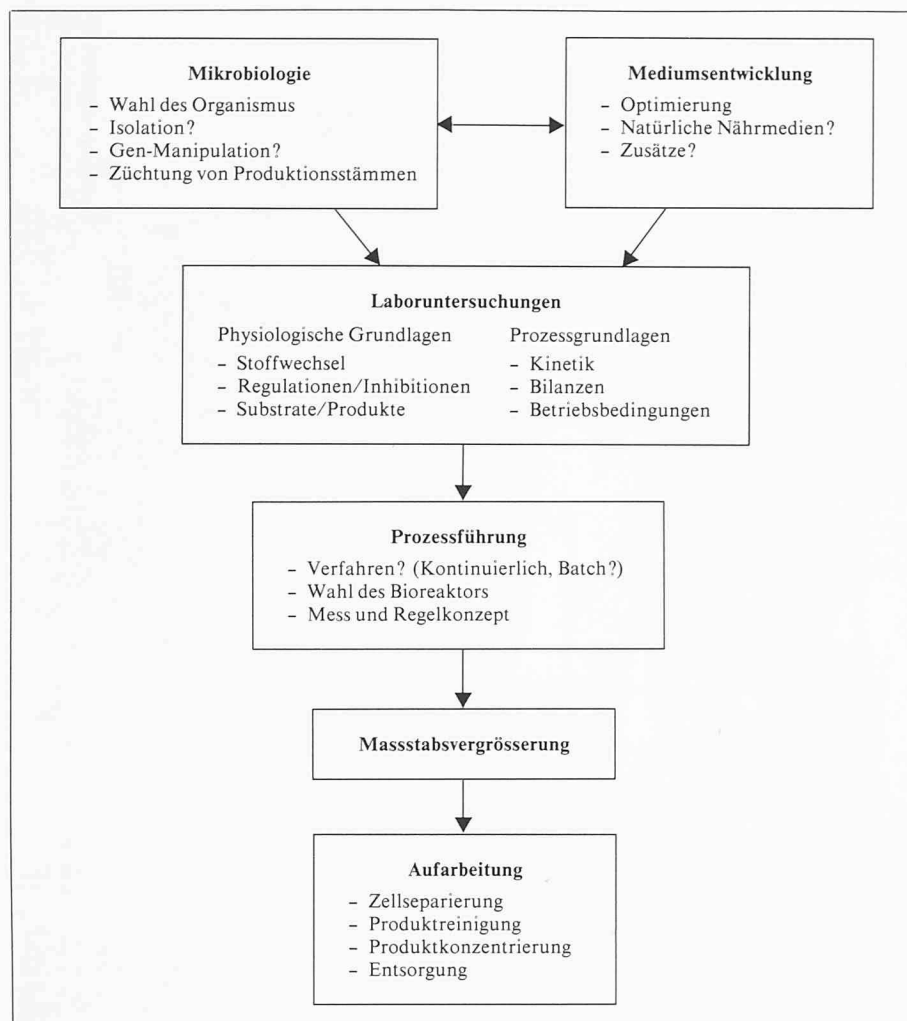 Mikrobiologie
– Wahl des Organismus
– Isolation?
– Gen-Manipulation?
– Züchtung von Produktionsstämmen
Mediumsentwicklung
– Optimierung
– Natürliche Nährmedien?
– Zusätze?
Laboruntersuchungen
Physiologische Grundlagen
– Stoffwechsel
– Regulationen/Inhibitionen
– Substrate/Produkte
Prozessgrundlagen
– Kinetik
– Bilanzen
– Betriebsbedingungen
Prozessführung
– Verfahren? (Kontinuierlich, Batch?)
– Wahl des Bioreaktors
– Mess und Regelkonzept
Massstabsvergrösserung
Aufarbeitung
– Zellseparierung
– Produktreinigung
– Produktkonzentrierung
– Entsorgung